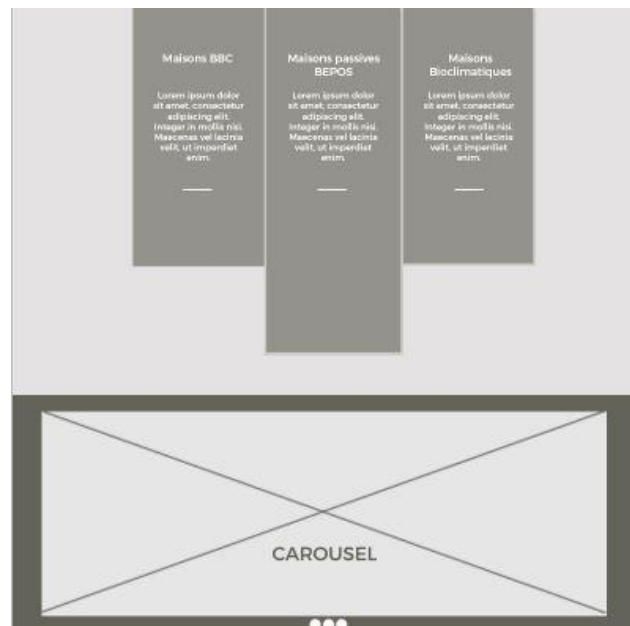 Maisons BBC
Lorem ipsum dolor
sit amet, consectetur
adipiscing elit.
Integer in mollis nisi.
Maecenas vel lacinia
velit, ut imperdiet
enim.
Maisons passives
BEPOS
Lorem ipsum dolor
sit amet, consectetur
adipiscing elit.
Integer in mollis nisi.
Maecenas vel lacinia
velit, ut imperdiet
enim.
Maisons
Bioclimatiques
Lorem ipsum dolor
sit amet, consectetur
adipiscing elit.
Integer in mollis nisi.
Maecenas vel lacinia
velit, ut imperdiet
enim.
CAROUSEL